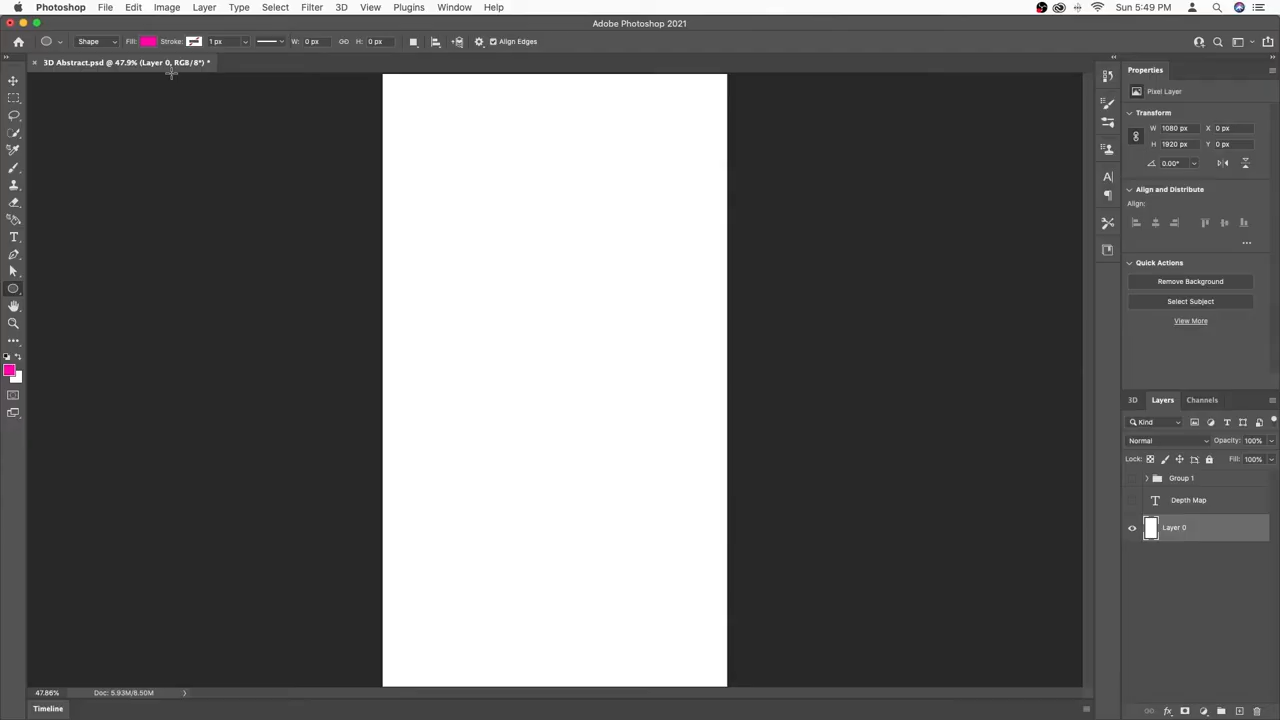 Photoshop File Edit Image Layer Type Select Filter 3D View Plugins Window Help Sun 5:49 PM
Adobe Photoshop 2021
Shape Fill: Stroke: 1 px W: 0 px H: 0 px Align Edges
3D Abstract.psd @ 47.9% (Layer 0, RGB/8*) *
Properties
Pixel Layer
Transform
W 1080 px X 0 px
H 1920 px Y 0 px
0.00°
Align and Distribute
Align:
Quick Actions
Remove Background
Select Subject
View More
3D Layers Channels
Kind
Normal Opacity: 100%
Lock: Fill: 100%
Group 1
T Depth Map
Layer 0
47.86% Doc: 5.93M/8.50M
Timeline